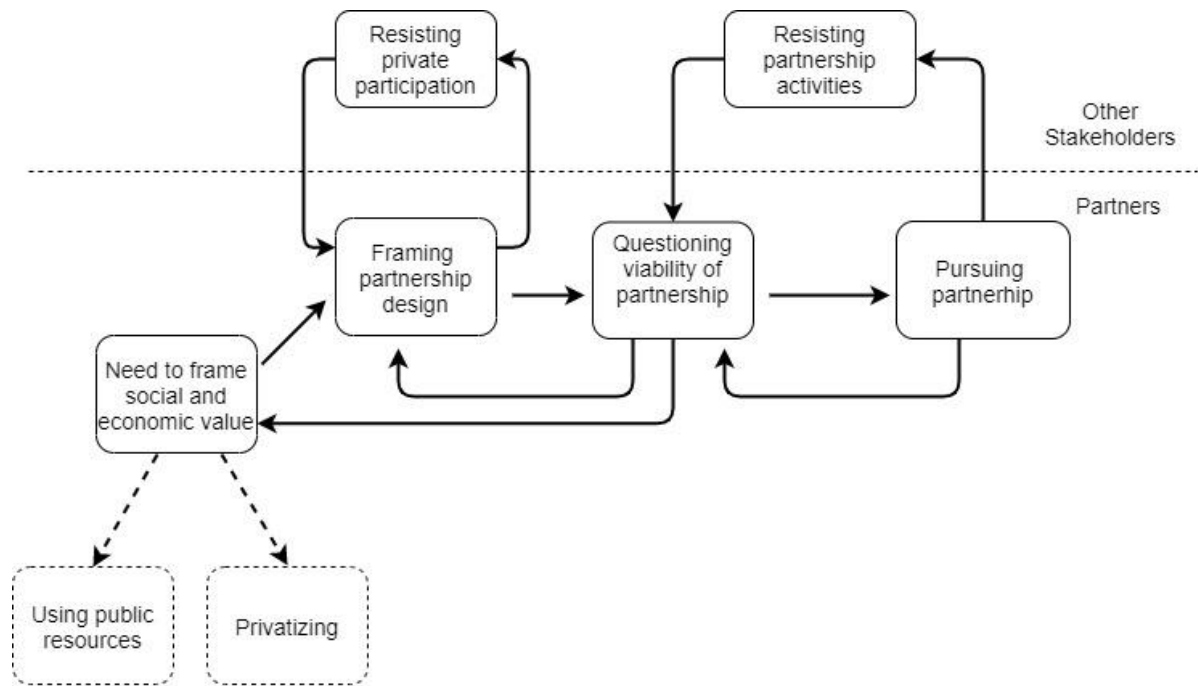 Resisting
private
participation
Resisting
partnership
activities
Other
Stakeholders
Partners
Framing
partnership
design
Questioning
viability of
partnership
Pursuing
partnerhip
Need to frame
social and
economic value
Using public
resources
Privatizing